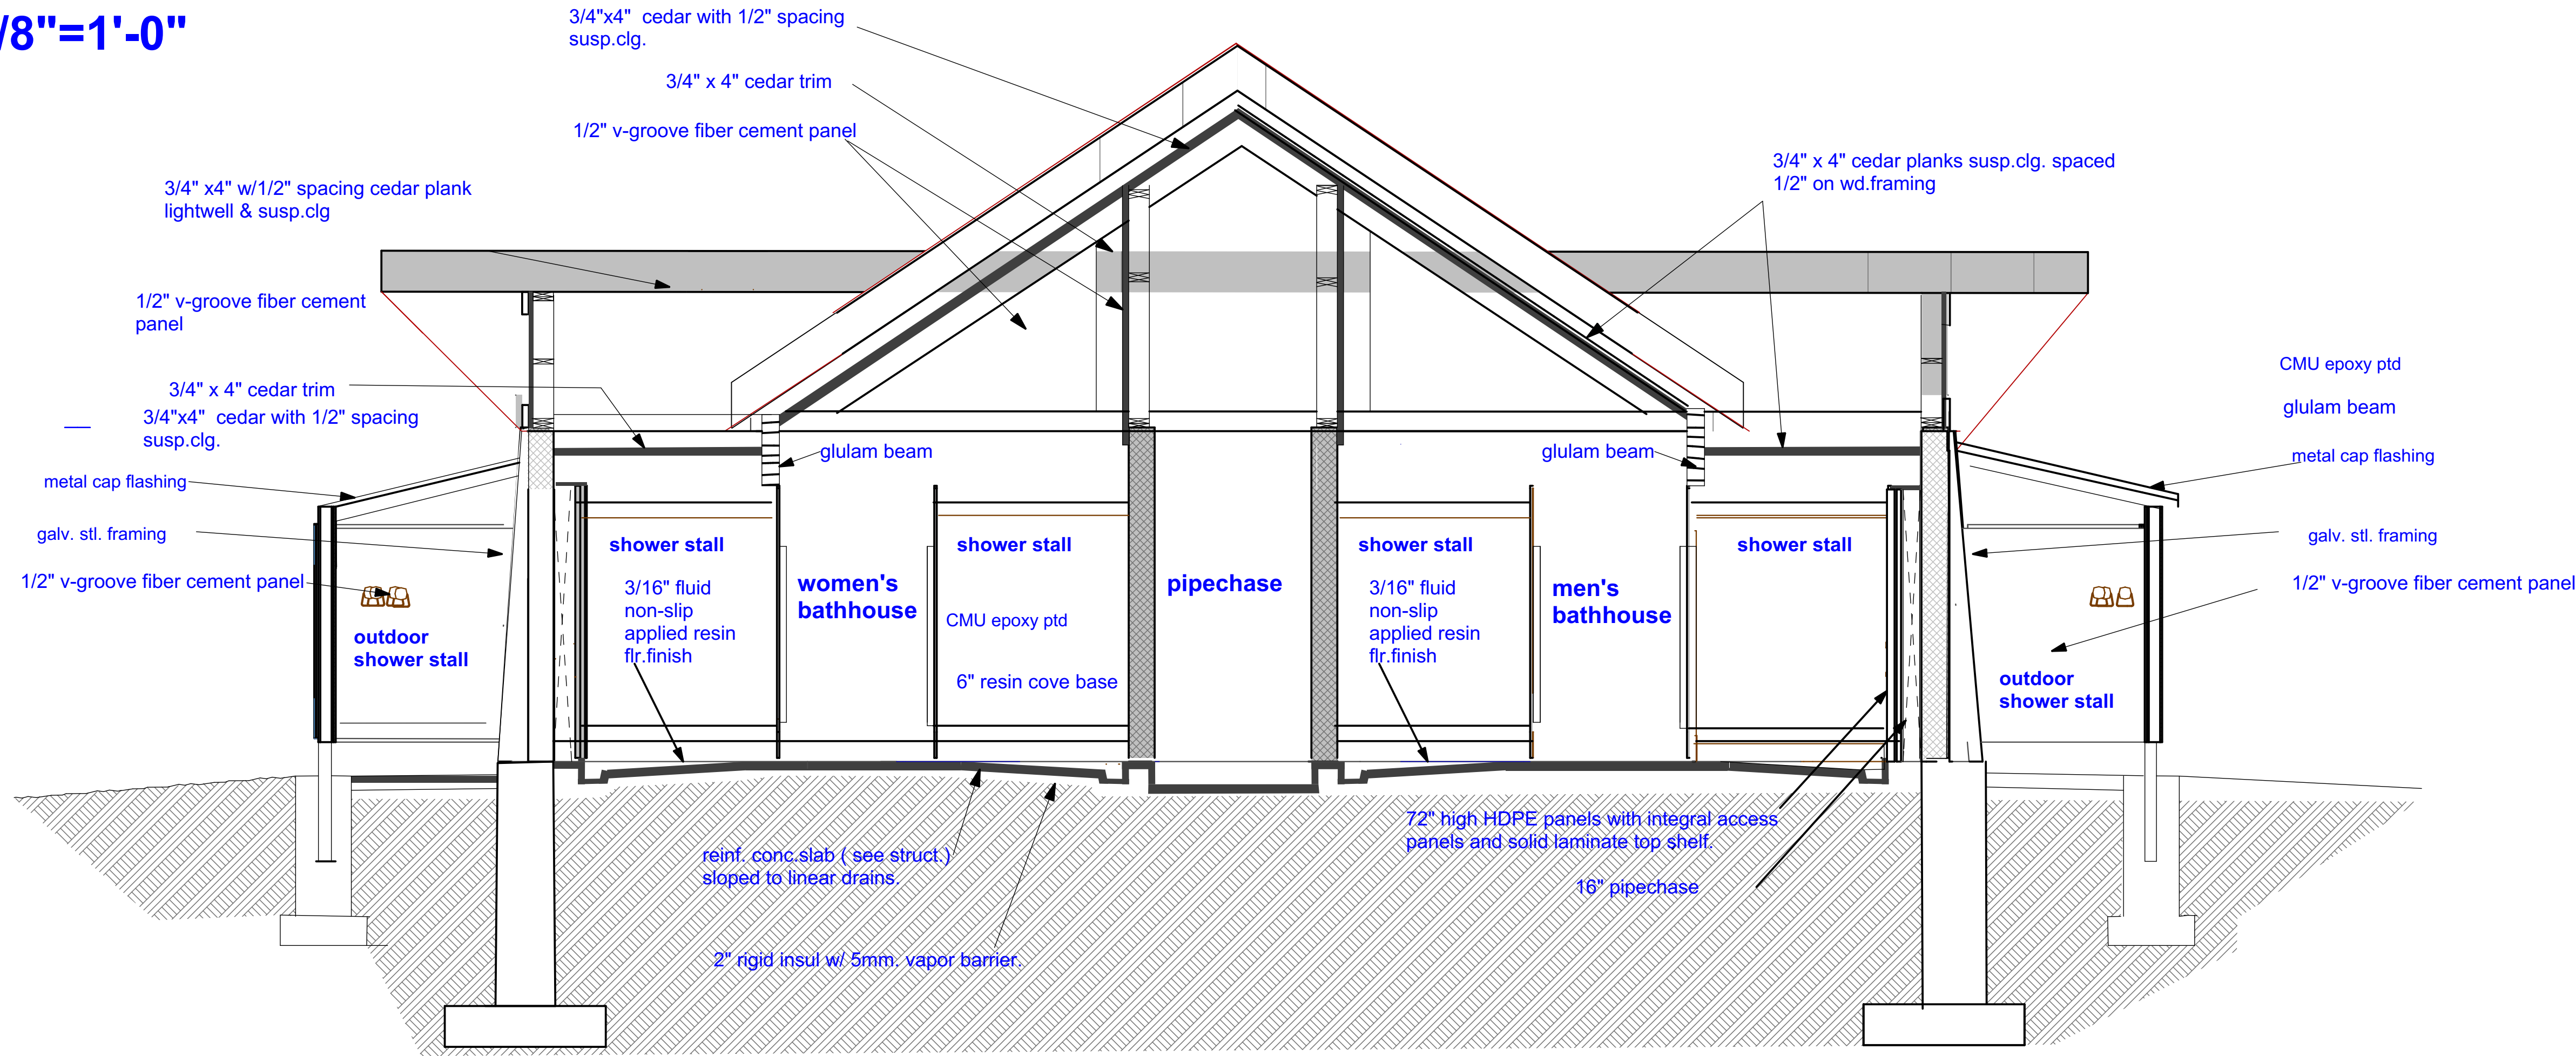 /8"=1'-0"
3/4"x4"  cedar with 1/2" spacing
susp.clg.
3/4" x 4" cedar trim
1/2" v-groove fiber cement panel
3/4" x 4" cedar planks susp.clg. spaced
1/2" on wd.framing
3/4" x4" w/1/2" spacing cedar plank
lightwell & susp.clg
1/2" v-groove fiber cement
panel
3/4" x 4" cedar trim
3/4"x4"  cedar with 1/2" spacing
susp.clg.
CMU epoxy ptd
glulam beam
glulam beam
glulam beam
metal cap flashing
metal cap flashing
galv. stl. framing
galv. stl. framing
1/2" v-groove fiber cement panel
1/2" v-groove fiber cement panel
outdoor
shower stall
shower stall
3/16" fluid
non-slip
applied resin
flr.finish
women's
bathhouse
shower stall
CMU epoxy ptd
6" resin cove base
pipechase
shower stall
3/16" fluid
non-slip
applied resin
flr.finish
men's
bathhouse
shower stall
outdoor
shower stall
72" high HDPE panels with integral access
panels and solid laminate top shelf.
16" pipechase
reinf. conc.slab ( see struct.)
sloped to linear drains.
2" rigid insul w/ 5mm. vapor barrier.